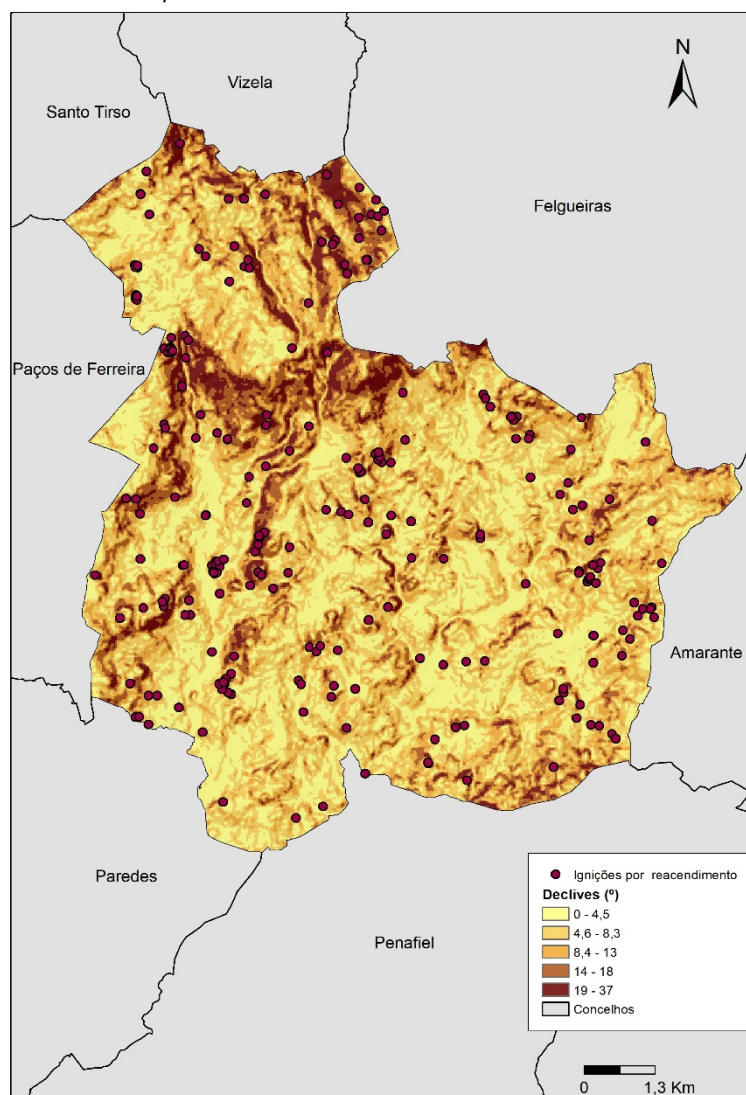 N
Vizela
Santo Tirso
Felgueiras
Paços de Ferreira
Amarante
Paredes
Penafiel
Ignições por reacendimento
Declives (º)
0 - 4,5
4,6 - 8,3
8,4 - 13
14 - 18
19 - 37
Concelhos
0 1,3 Km